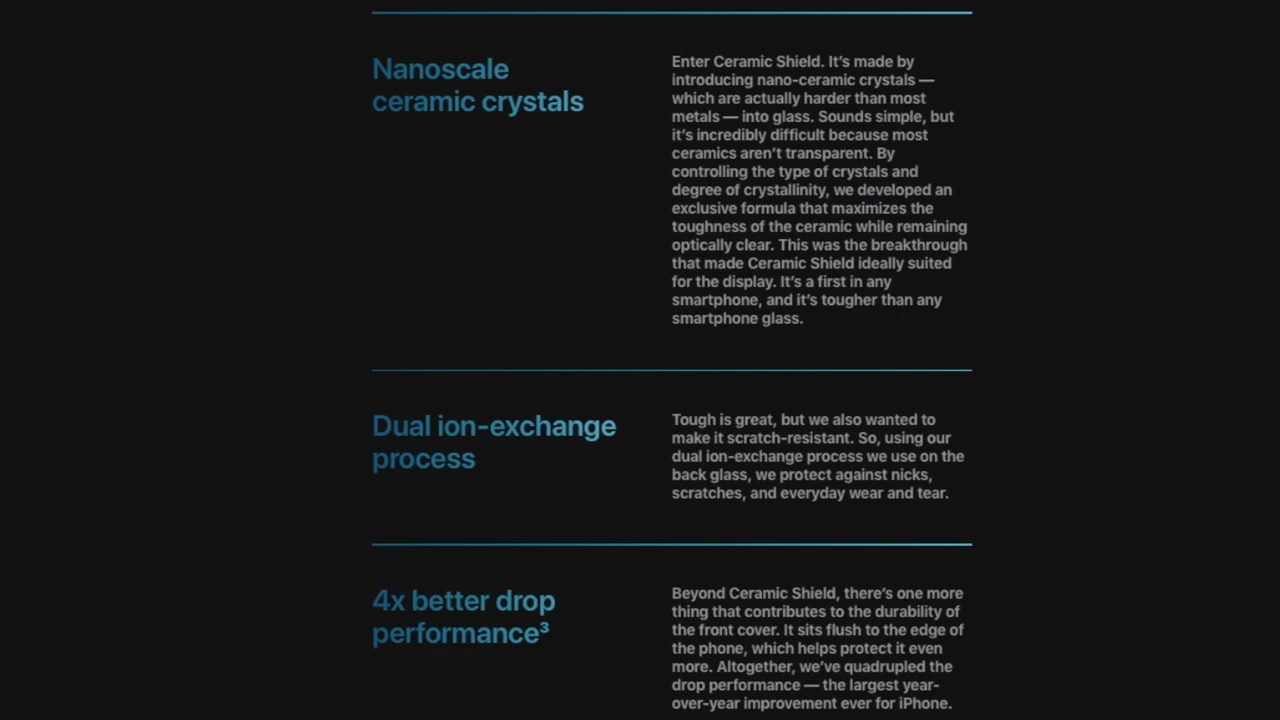 Nanoscale
ceramic crystals
Enter Ceramic Shield. It’s made by
introducing nano-ceramic crystals —
which are actually harder than most
metals — into glass. Sounds simple, but
it’s incredibly difficult because most
ceramics aren’t transparent. By
controlling the type of crystals and
degree of crystallinity, we developed an
exclusive formula that maximizes the
toughness of the ceramic while remaining
optically clear. This was the breakthrough
that made Ceramic Shield ideally suited
for the display. It’s a first in any
smartphone, and it’s tougher than any
smartphone glass.
Dual ion-exchange
process
Tough is great, but we also wanted to
make it scratch-resistant. So, using our
dual ion-exchange process we use on the
back glass, we protect against nicks,
scratches, and everyday wear and tear.
4x better drop
performance³
Beyond Ceramic Shield, there’s one more
thing that contributes to the durability of
the front cover. It sits flush to the edge of
the phone, which helps protect it even
more. Altogether, we’ve quadrupled the
drop performance — the largest year-
over-year improvement ever for iPhone.